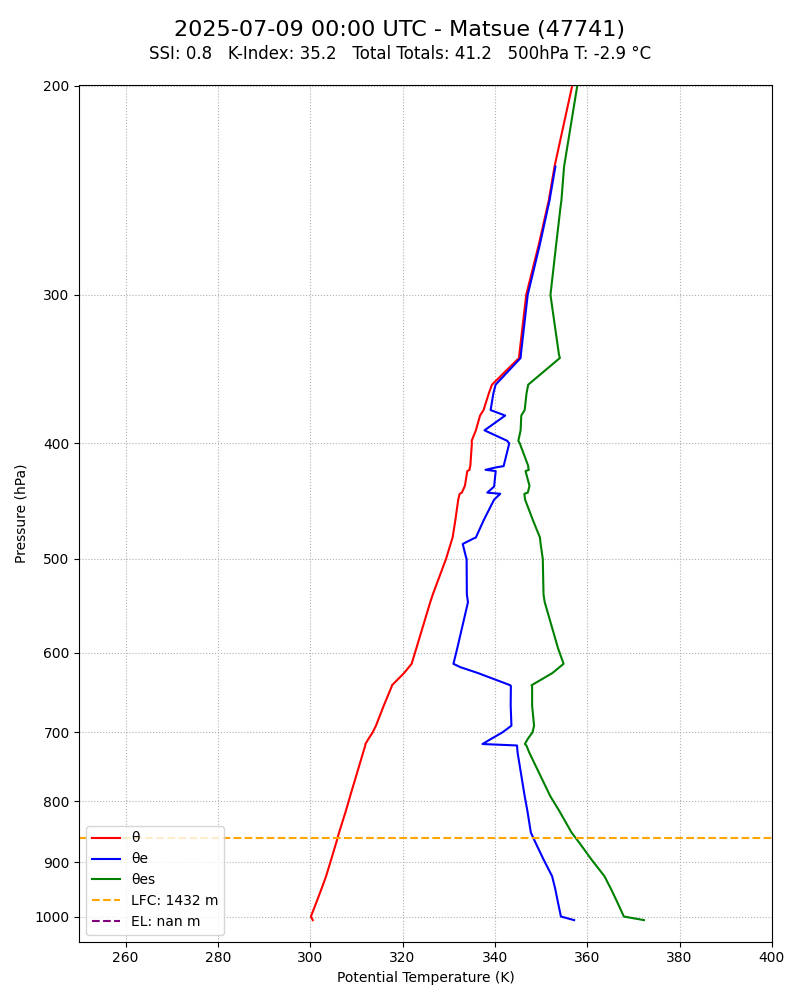 2025-07-09 00:00 UTC - Matsue (47741)
SSI: 0.8   K-Index: 35.2   Total Totals: 41.2   500hPa T: -2.9 °C
Pressure (hPa)
200
300
400
500
600
700
800
900
1000
θ
θe
θes
LFC: 1432 m
EL: nan m
260 280 300 320 340 360 380 400
Potential Temperature (K)